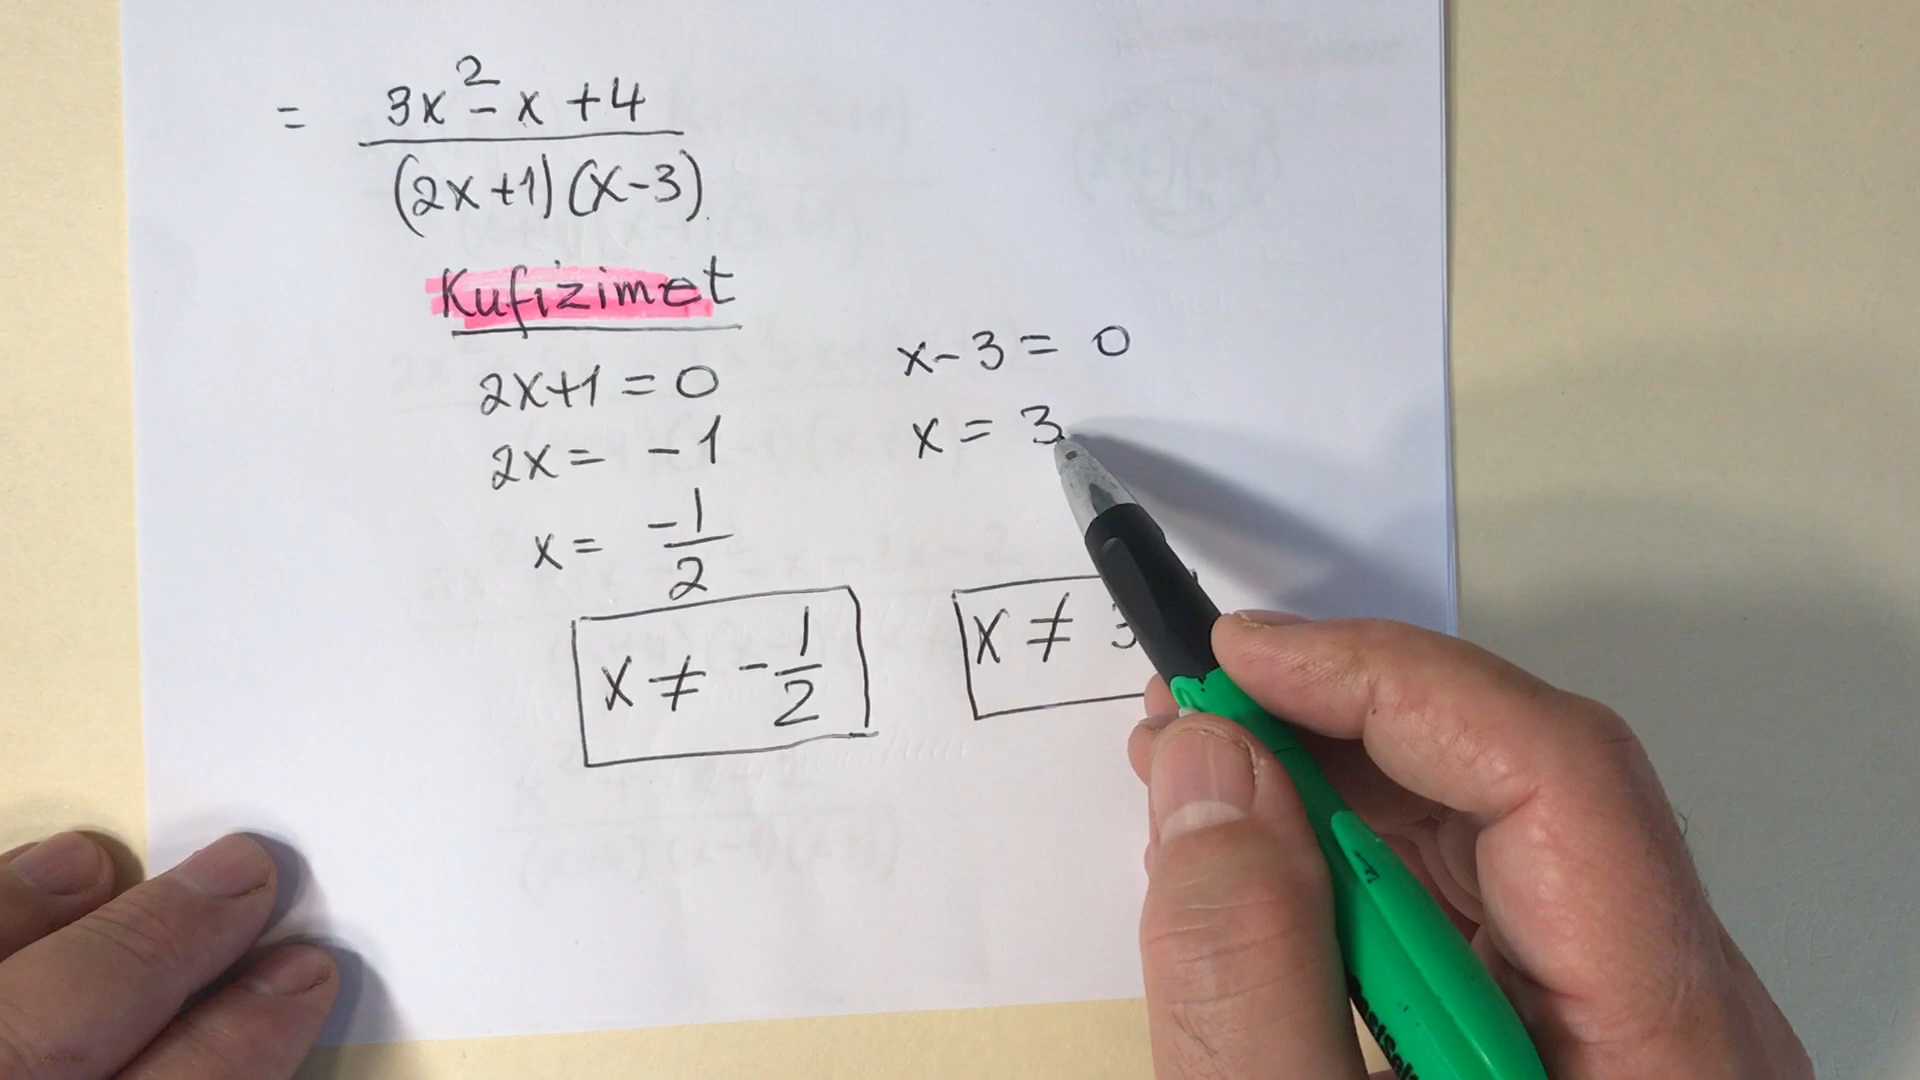 = 3x² - x + 4
(2x+1)(x-3)
Kufizimet
2x+1 = 0
2x = -1
x = -1/2
x ≠ -1/2
x-3 = 0
x = 3
x ≠ 3